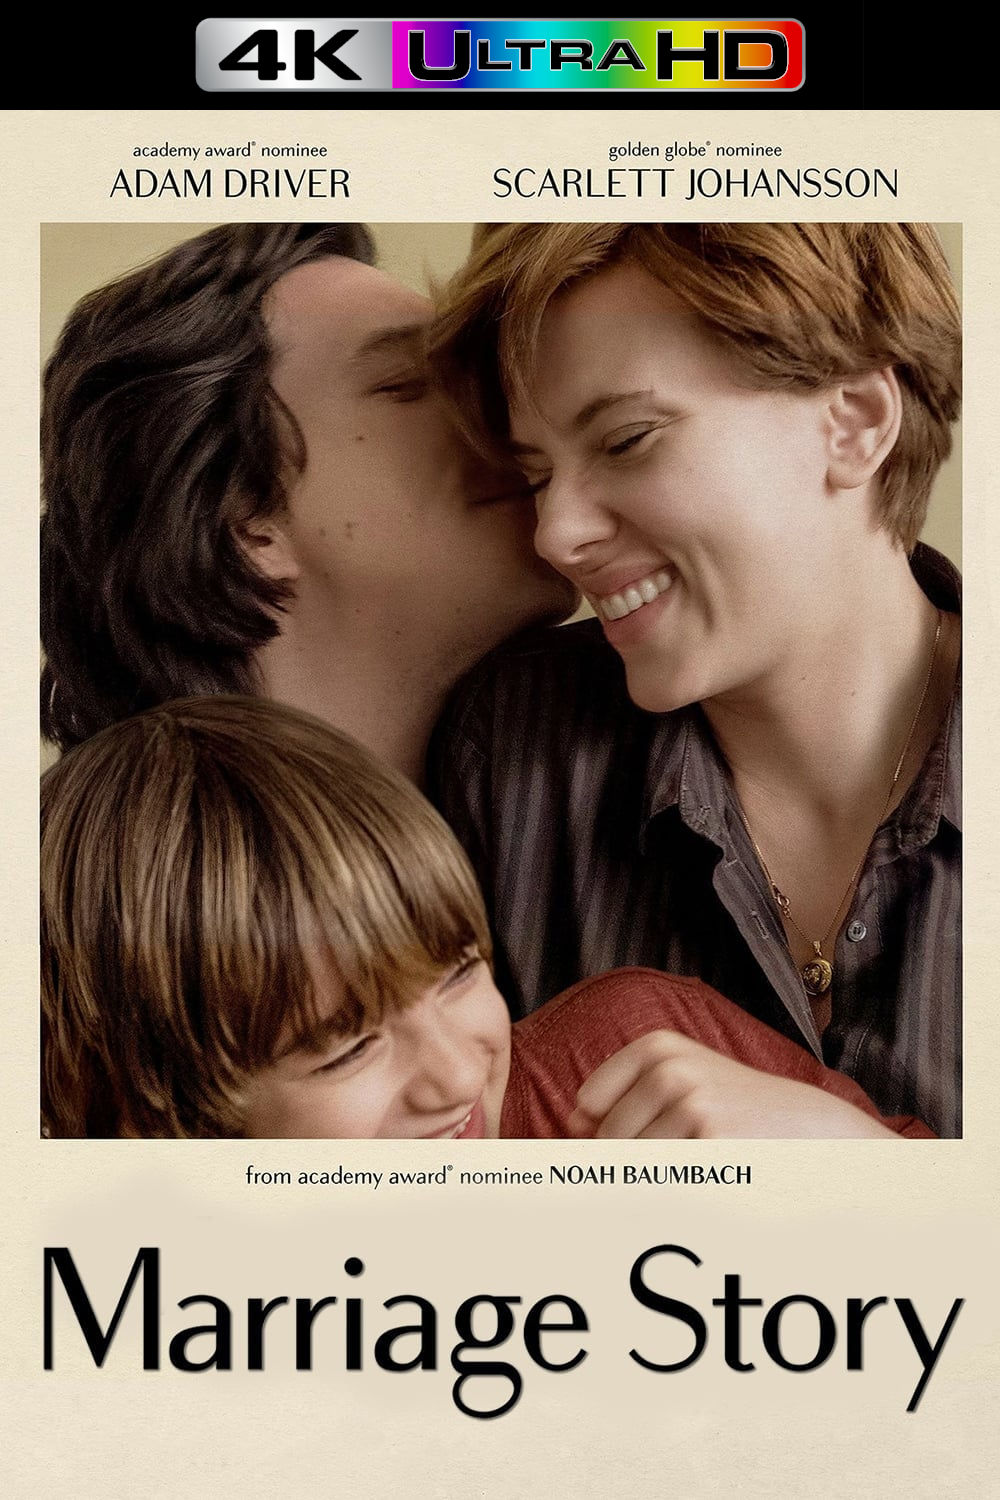 4K ULTRA HD
academy award® nominee
ADAM DRIVER
golden globe® nominee
SCARLETT JOHANSSON
from academy award® nominee NOAH BAUMBACH
Marriage Story